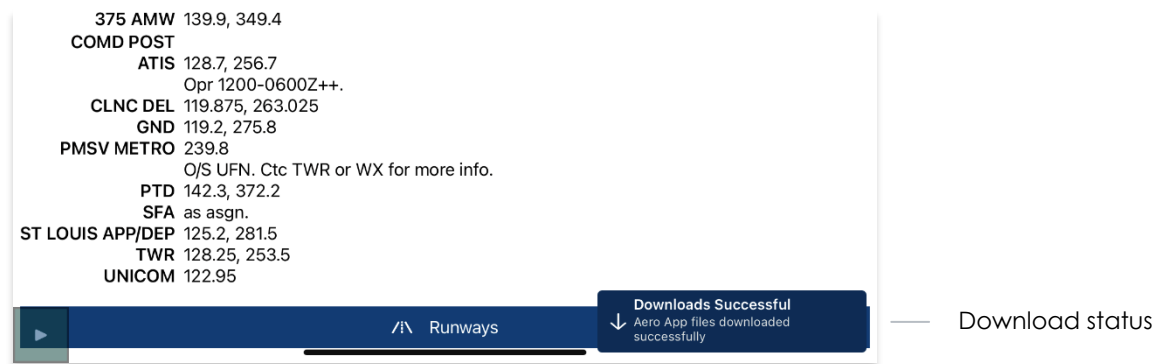 375 AMW 139.9, 349.4
COMD POST
ATIS 128.7, 256.7
Opr 1200-0600Z++.
CLNC DEL 119.875, 263.025
GND 119.2, 275.8
PMSV METRO 239.8
O/S UFN. Ctc TWR or WX for more info.
PTD 142.3, 372.2
SFA as asgn.
ST LOUIS APP/DEP 125.2, 281.5
TWR 128.25, 253.5
UNICOM 122.95
Runways
Downloads Successful
Aero App files downloaded
successfully
Download status